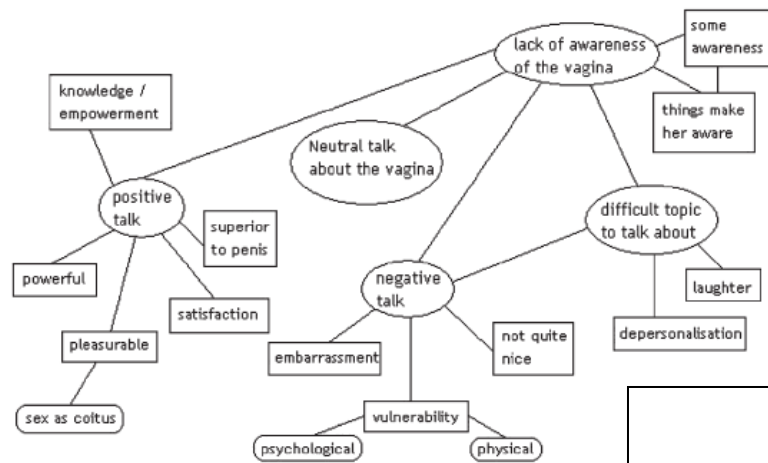 lack of awareness
of the vagina
some
awareness
things make
her aware
knowledge /
empowerment
Neutral talk
about the vagina
positive
talk
superior
to penis
powerful
satisfaction
pleasurable
sex as coitus
difficult topic
to talk about
laughter
depersonalisation
negative
talk
embarrassment
not quite
nice
vulnerability
psychological
physical